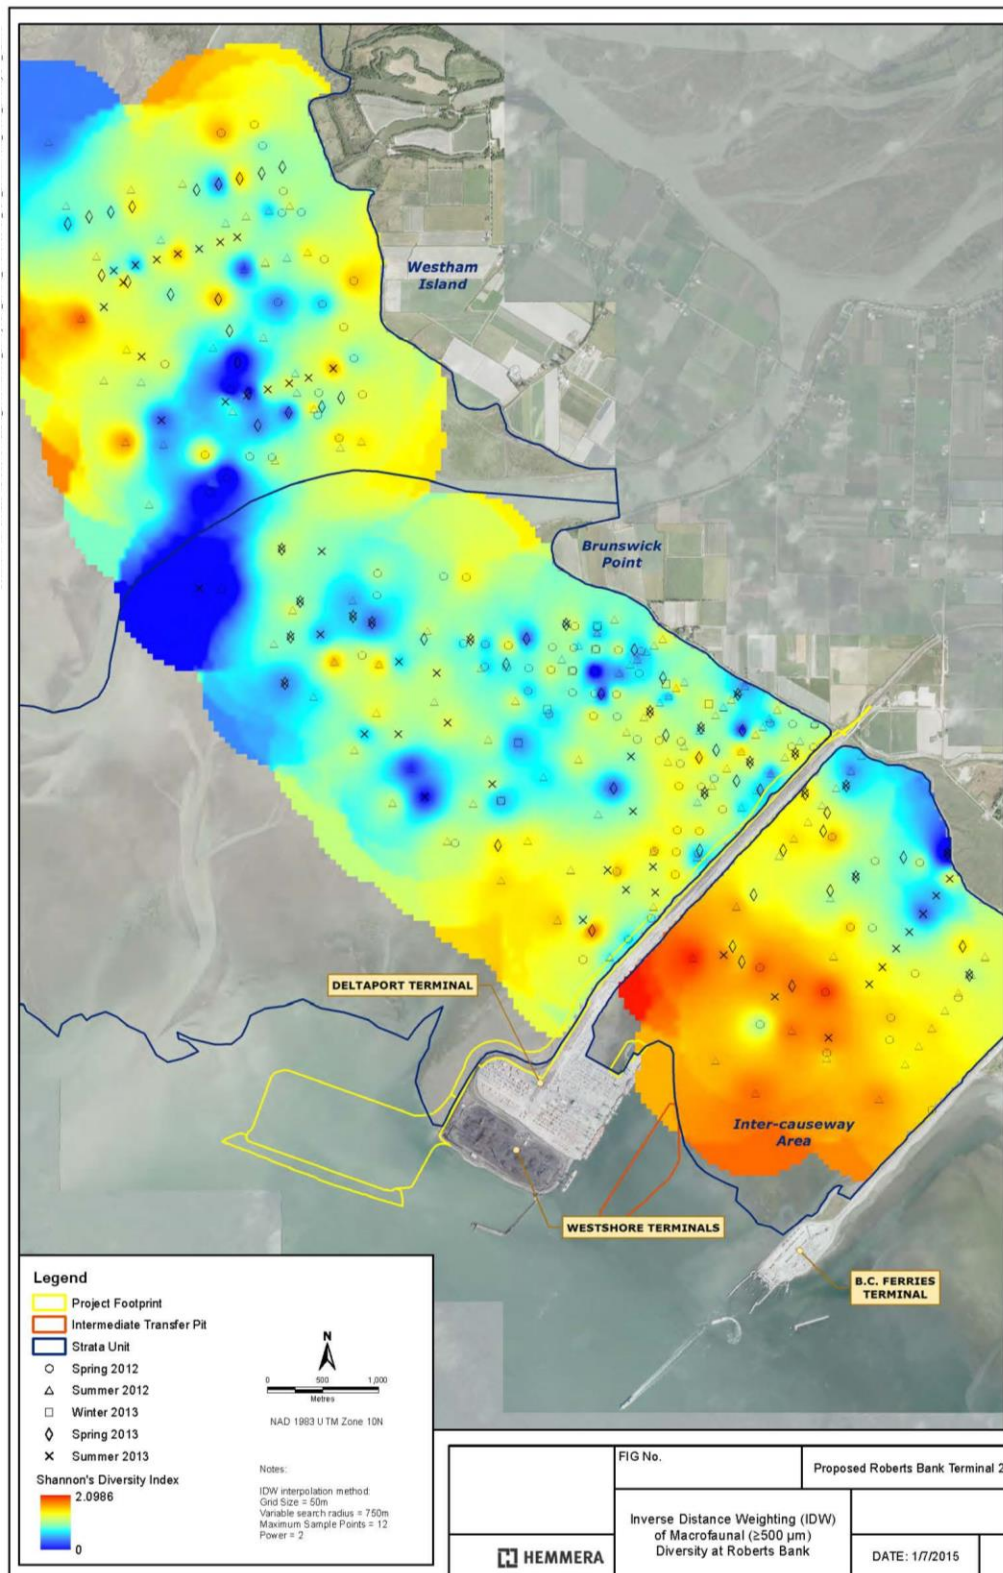 Westham
Island
Brunswick
Point
DELTAPORT TERMINAL
Inter-causeway
Area
WESTSHORE TERMINALS
B.C. FERRIES
TERMINAL
Legend
Project Footprint
Intermediate Transfer Pit
Strata Unit
Spring 2012
Summer 2012
Winter 2013
Spring 2013
Summer 2013
Shannon's Diversity Index
2.0986
0
N
0 500 1,000
Metres
NAD 1983 UTM Zone 10N
Notes:
IDW interpolation method:
Grid Size = 50m
Variable search radius = 750m
Maximum Sample Points = 12
Power = 2
HEMMERA
FIG No.
Proposed Roberts Bank Terminal 2
Inverse Distance Weighting (IDW)
of Macrofaunal (≥500 µm)
Diversity at Roberts Bank
DATE: 1/7/2015